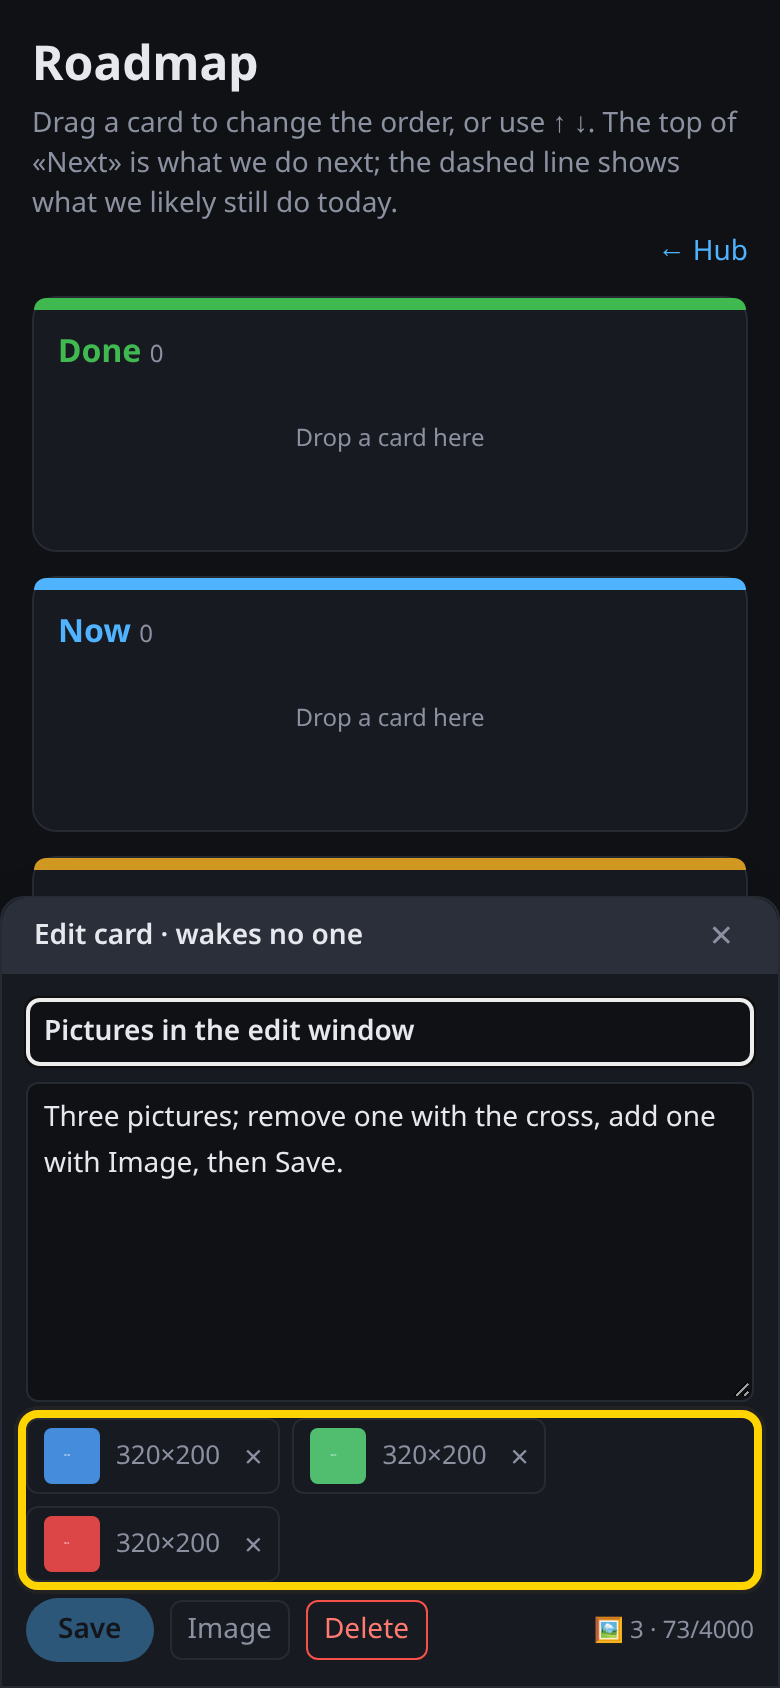 Roadmap
Drag a card to change the order, or use ↑ ↓. The top of
«Next» is what we do next; the dashed line shows
what we likely still do today.
← Hub
Done 0
Drop a card here
Now 0
Drop a card here
Edit card · wakes no one ✕
Pictures in the edit window
Three pictures; remove one with the cross, add one
with Image, then Save.
320×200 ✕ 320×200 ✕
320×200 ✕
Save Image Delete 🖼️ 3 · 73/4000